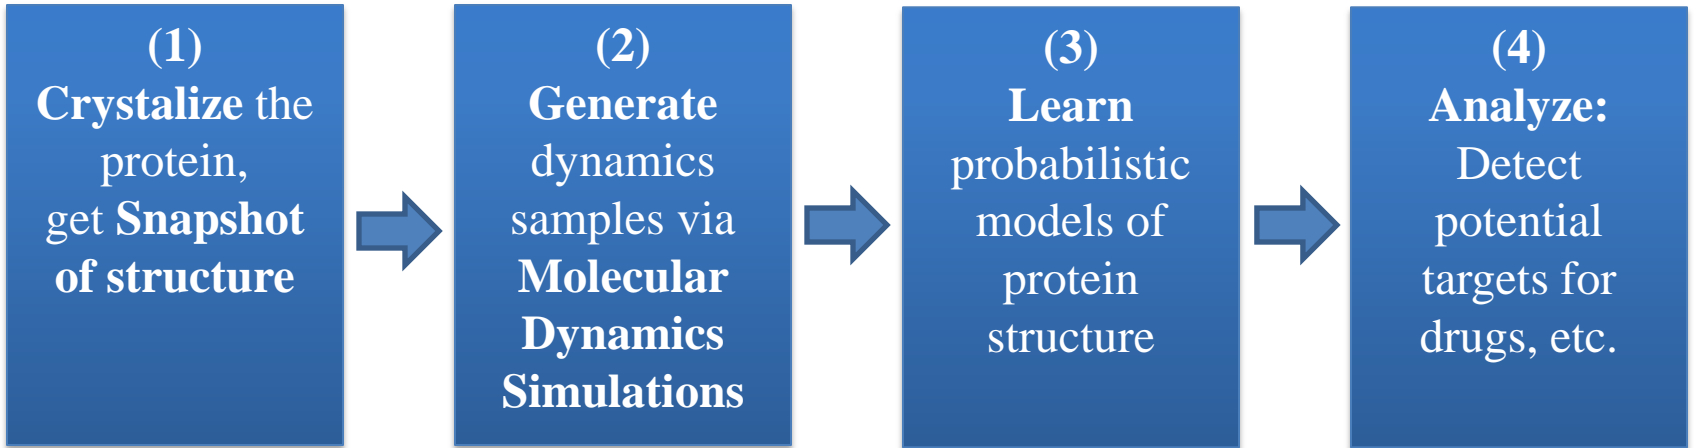 (1)
Crystalize the
protein,
get Snapshot
of structure
(2)
Generate
dynamics
samples via
Molecular
Dynamics
Simulations
(3)
Learn
probabilistic
models of
protein
structure
(4)
Analyze:
Detect
potential
targets for
drugs, etc.